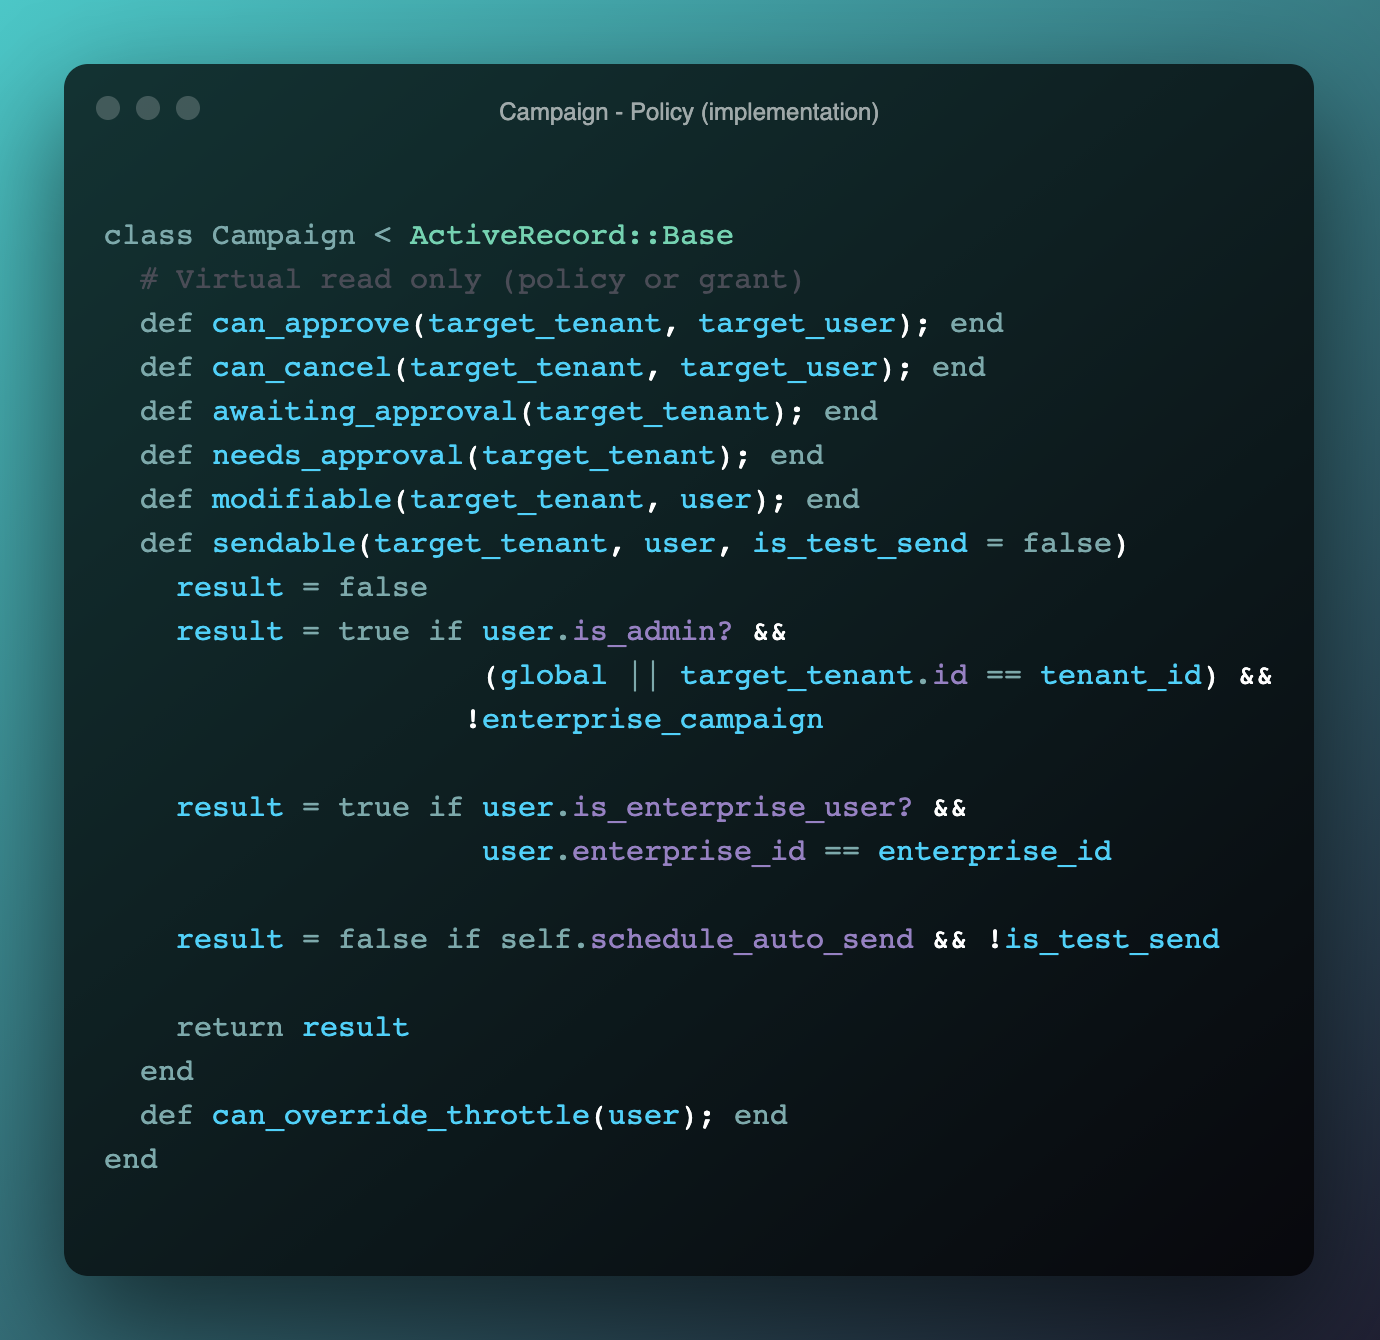 Campaign - Policy (implementation)
class Campaign < ActiveRecord::Base
  # Virtual read only (policy or grant)
  def can_approve(target_tenant, target_user); end
  def can_cancel(target_tenant, target_user); end
  def awaiting_approval(target_tenant); end
  def needs_approval(target_tenant); end
  def modifiable(target_tenant, user); end
  def sendable(target_tenant, user, is_test_send = false)
    result = false
    result = true if user.is_admin? &&
                     (global || target_tenant.id == tenant_id) &&
                    !enterprise_campaign

    result = true if user.is_enterprise_user? &&
                     user.enterprise_id == enterprise_id

    result = false if self.schedule_auto_send && !is_test_send

    return result
  end
  def can_override_throttle(user); end
end